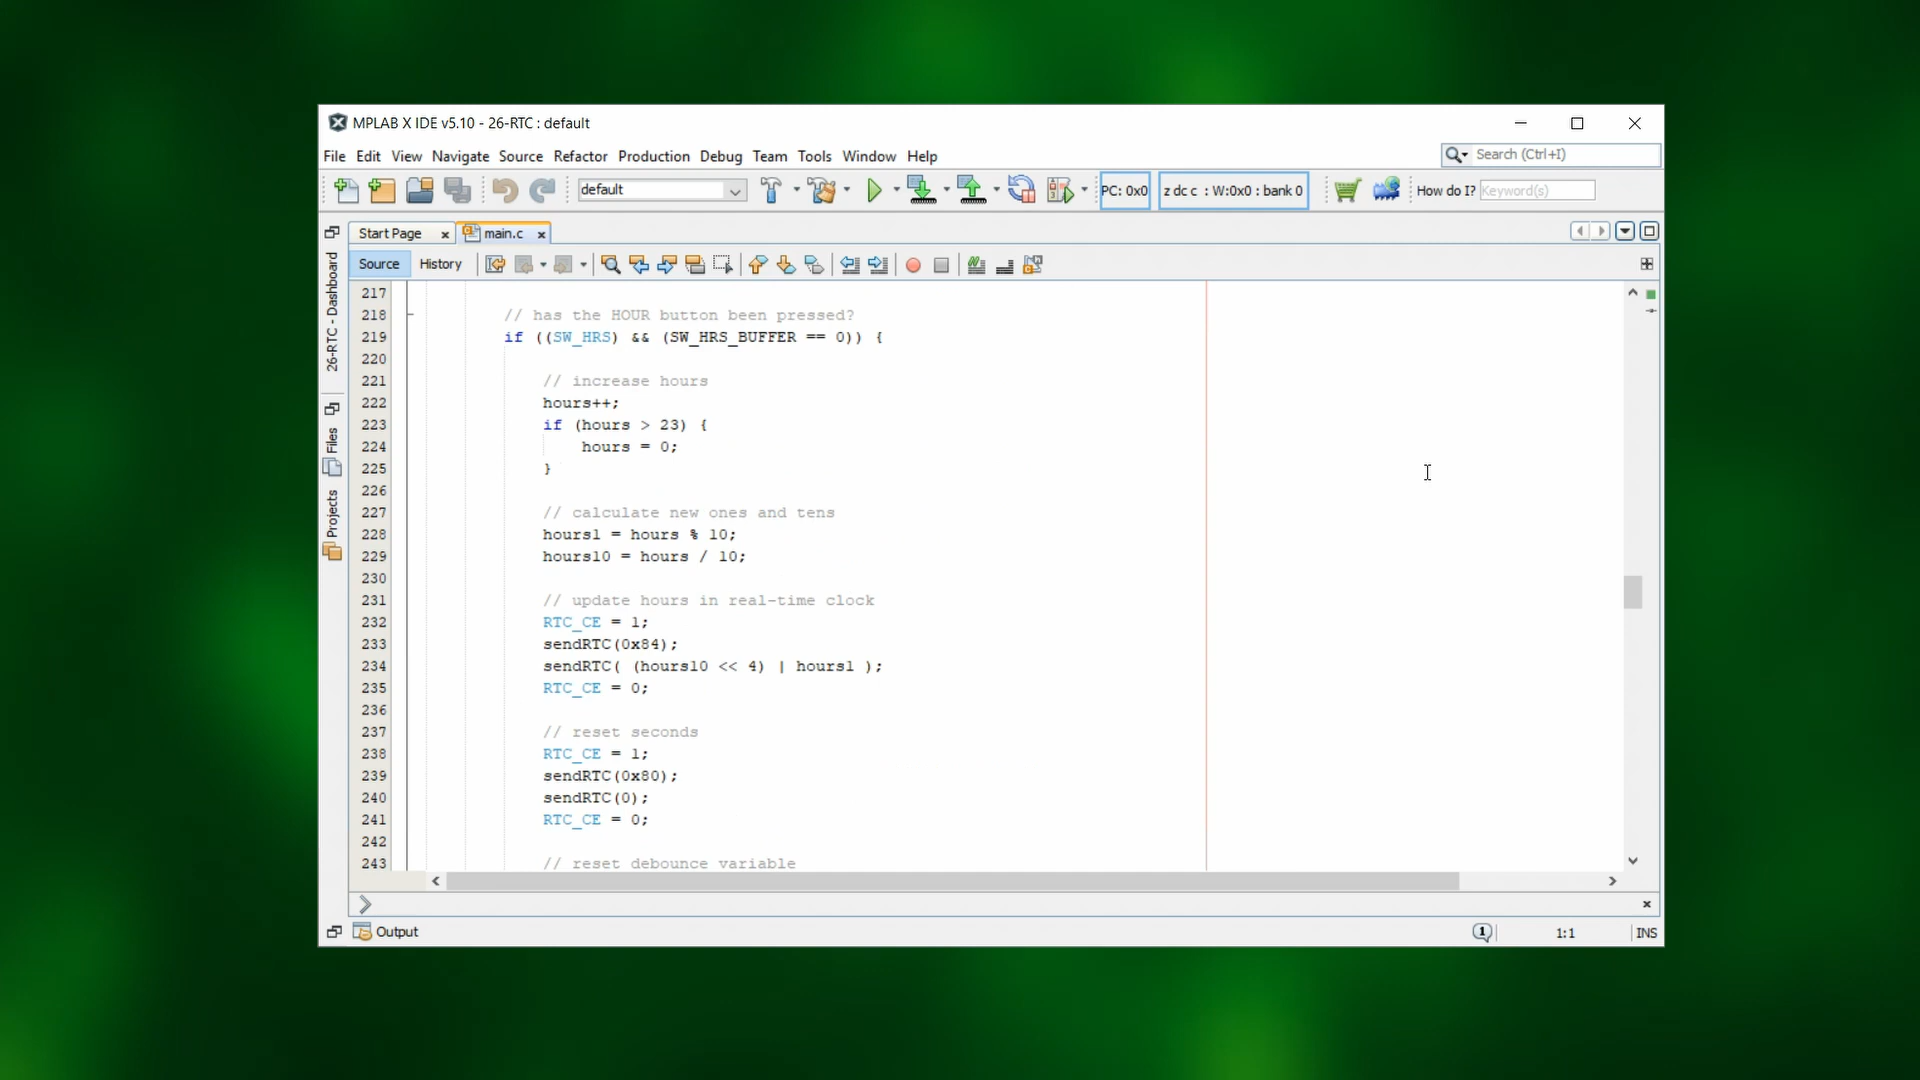 MPLAB X IDE v5.10 - 26-RTC : default
File Edit View Navigate Source Refactor Production Debug Team Tools Window Help
Search (Ctrl+I)
default
PC: 0x0
z dc c : W:0x0 : bank 0
How do I?
Keyword(s)
Start Page
main.c
Source
History
26-RTC - Dashboard
Files
Projects
217
218 // has the HOUR button been pressed?
219 if ((SW_HRS) && (SW_HRS_BUFFER == 0)) {
220
221 // increase hours
222 hours++;
223 if (hours > 23) {
224 hours = 0;
225 }
226
227 // calculate new ones and tens
228 hours1 = hours % 10;
229 hours10 = hours / 10;
230
231 // update hours in real-time clock
232 RTC_CE = 1;
233 sendRTC(0x84);
234 sendRTC( (hours10 << 4) | hours1 );
235 RTC_CE = 0;
236
237 // reset seconds
238 RTC_CE = 1;
239 sendRTC(0x80);
240 sendRTC(0);
241 RTC_CE = 0;
242
243 // reset debounce variable
Output
1
1:1
INS